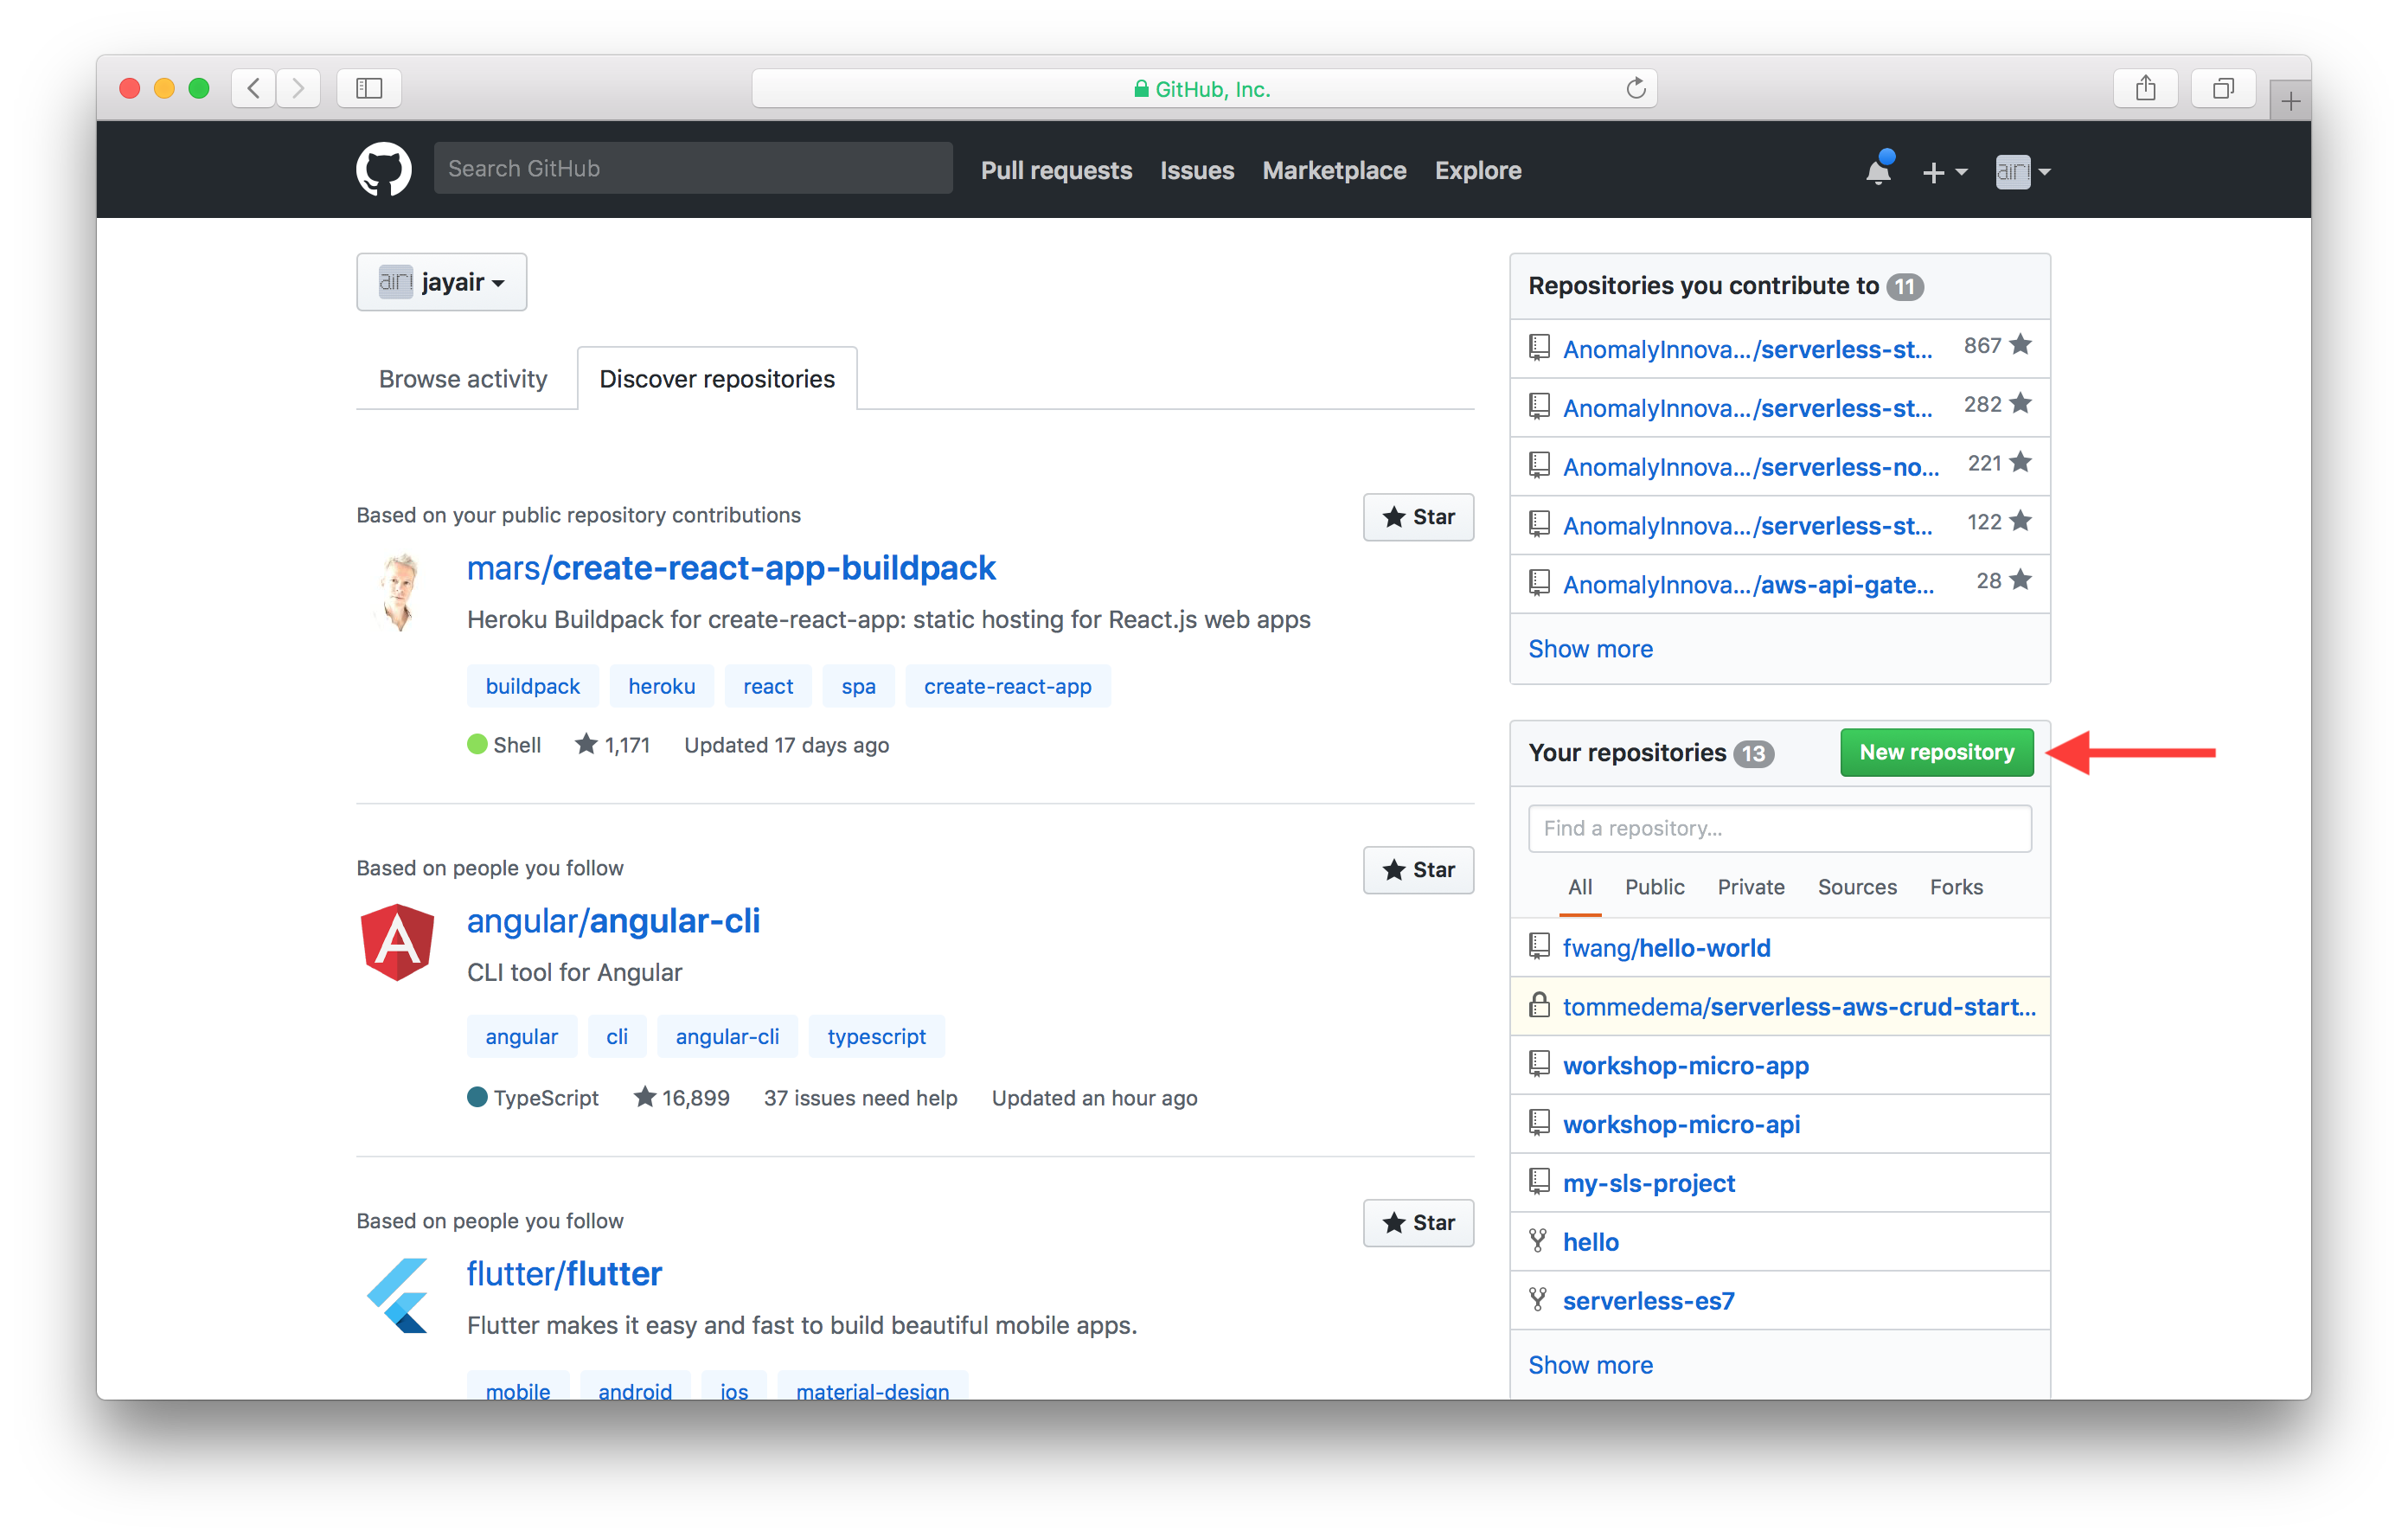 GitHub, Inc.
Search GitHub
Pull requests Issues Marketplace Explore
jayair
Browse activity
Discover repositories
Based on your public repository contributions
Star
mars/create-react-app-buildpack
Heroku Buildpack for create-react-app: static hosting for React.js web apps
buildpack heroku react spa create-react-app
Shell 1,171 Updated 17 days ago
Based on people you follow
Star
angular/angular-cli
CLI tool for Angular
angular cli angular-cli typescript
TypeScript 16,899 37 issues need help Updated an hour ago
Based on people you follow
Star
flutter/flutter
Flutter makes it easy and fast to build beautiful mobile apps.
mobile android ios material-design
Repositories you contribute to 11
AnomalyInnova.../serverless-st... 867
AnomalyInnova.../serverless-st... 282
AnomalyInnova.../serverless-no... 221
AnomalyInnova.../serverless-st... 122
AnomalyInnova.../aws-api-gate... 28
Show more
Your repositories 13
New repository
Find a repository...
All Public Private Sources Forks
fwang/hello-world
tommedema/serverless-aws-crud-start...
workshop-micro-app
workshop-micro-api
my-sls-project
hello
serverless-es7
Show more